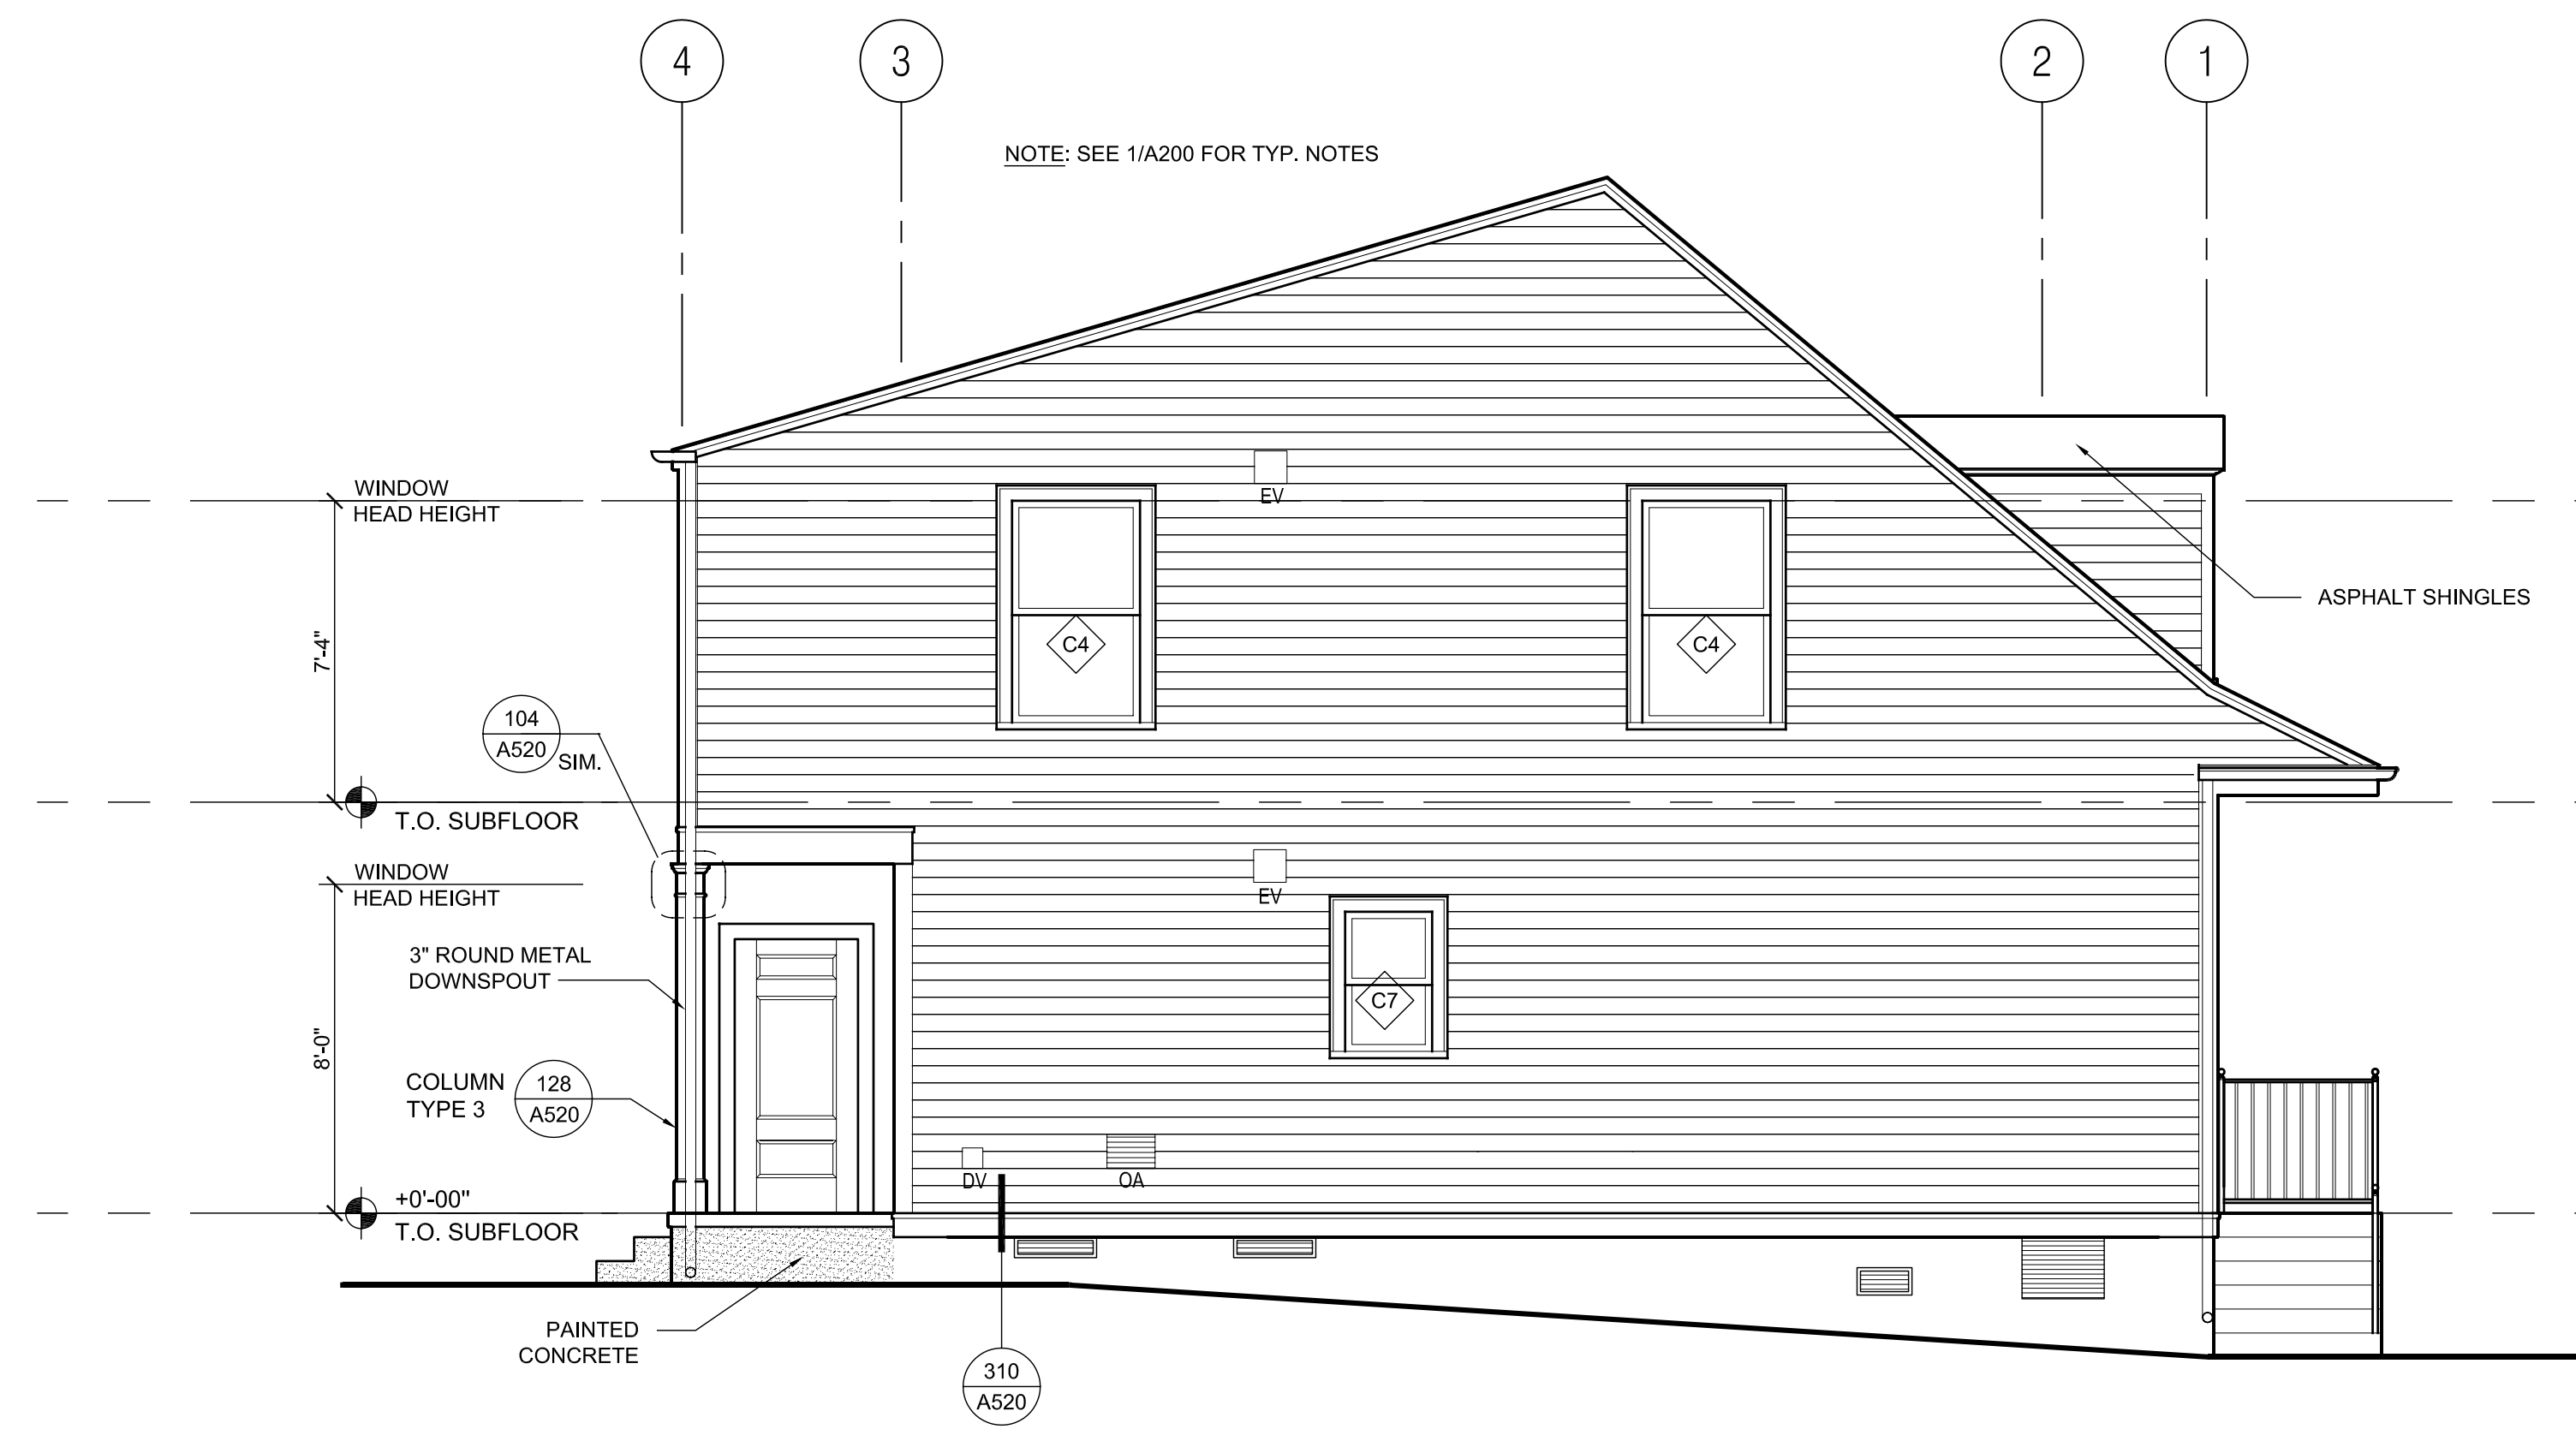 4
3
2
1
NOTE: SEE 1/A200 FOR TYP. NOTES
WINDOW
HEAD HEIGHT
EV
ASPHALT SHINGLES
7'-4"
C4
C4
104
A520
SIM.
T.O. SUBFLOOR
WINDOW
HEAD HEIGHT
EV
3" ROUND METAL
DOWNSPOUT
C7
8'-0"
COLUMN
TYPE 3
128
A520
DV
OA
+0'-00"
T.O. SUBFLOOR
PAINTED
CONCRETE
310
A520